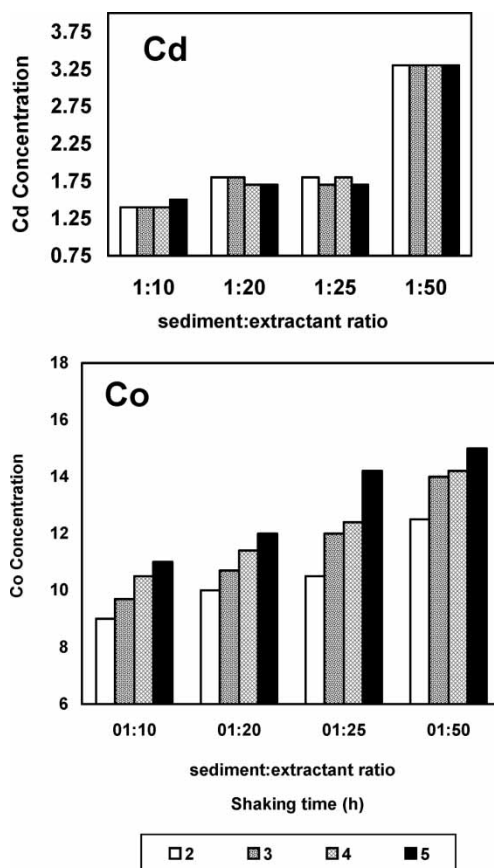 Cd
3.75
3.25
2.75
2.25
1.75
1.25
0.75
Cd Concentration
1:10 1:20 1:25 1:50
sediment:extractant ratio
Co
18
16
14
12
10
8
6
Co Concentration
01:10 01:20 01:25 01:50
sediment:extractant ratio
Shaking time (h)
2 3 4 5